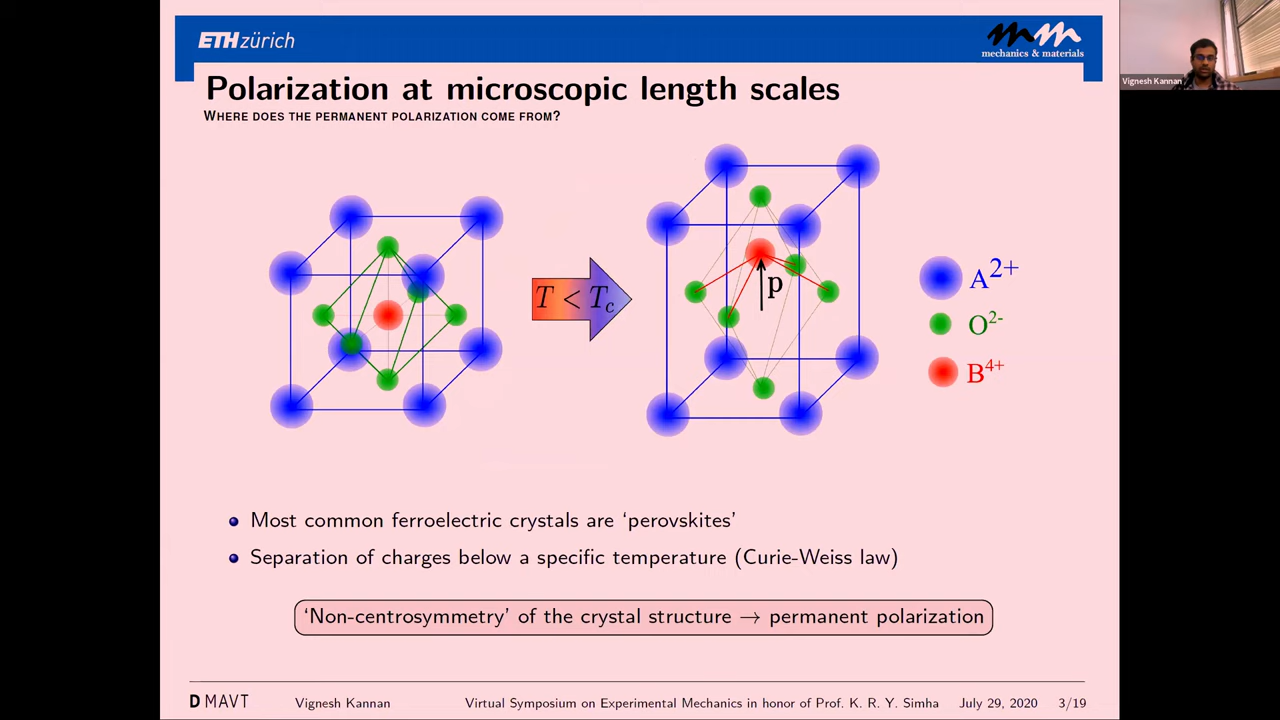 ETH zürich
mm
mechanics & materials
Vignesh Kannan
Polarization at microscopic length scales
WHERE DOES THE PERMANENT POLARIZATION COME FROM?
T < Tc
p
A2+
O2-
B4+
Most common ferroelectric crystals are ‘perovskites’
Separation of charges below a specific temperature (Curie-Weiss law)
‘Non-centrosymmetry’ of the crystal structure → permanent polarization
D MAVT Vignesh Kannan Virtual Symposium on Experimental Mechanics in honor of Prof. K. R. Y. Simha July 29, 2020 3/19